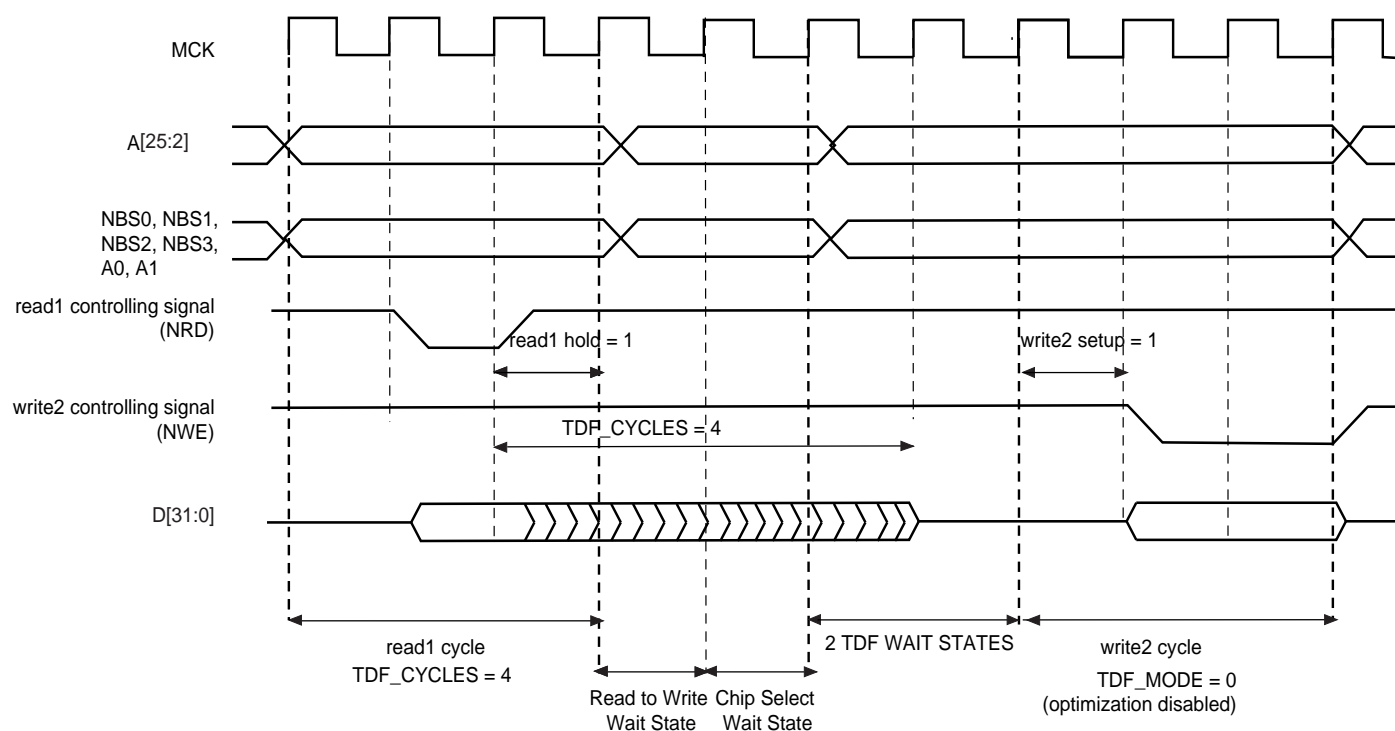 MCK
A[25:2]
NBS0, NBS1,
NBS2, NBS3,
A0, A1
read1 controlling signal
(NRD)
read1 hold = 1
write2 setup = 1
write2 controlling signal
(NWE)
TDF_CYCLES = 4
D[31:0]
read1 cycle
TDF_CYCLES = 4
2 TDF WAIT STATES
write2 cycle
TDF_MODE = 0
(optimization disabled)
Read to Write
Wait State
Chip Select
Wait State